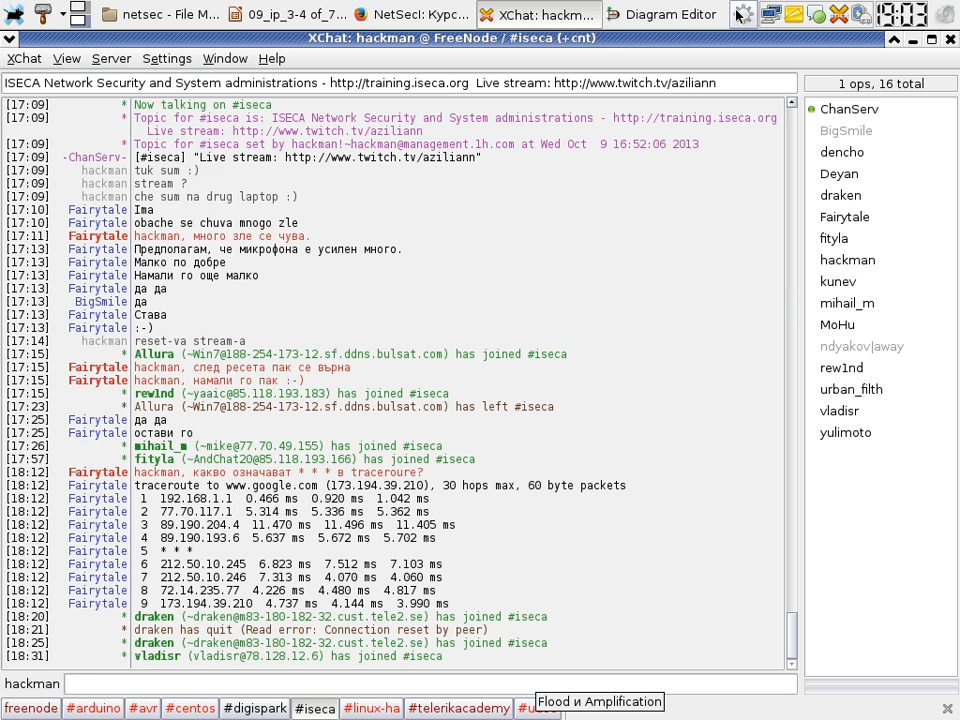 netsec - File M...
09_ip_3-4 of_7...
NetSecI: Курс...
XChat: hackm...
Diagram Editor
19:03
XChat: hackman @ FreeNode / #iseca (+cnt)
XChat View Server Settings Window Help
ISECA Network Security and System administrations - http://training.iseca.org Live stream: http://www.twitch.tv/aziliann
1 ops, 16 total
[17:09] * Now talking on #iseca
[17:09] * Topic for #iseca is: ISECA Network Security and System administrations - http://training.iseca.org
Live stream: http://www.twitch.tv/aziliann
[17:09] * Topic for #iseca set by hackman!~hackman@management.1h.com at Wed Oct 9 16:52:06 2013
[17:09] -ChanServ- [#iseca] "Live stream: http://www.twitch.tv/aziliann"
[17:09] hackman tuk sum :)
[17:09] hackman stream ?
[17:09] hackman che sum na drug laptop :)
[17:10] Fairytale Ima
[17:10] Fairytale obache se chuva mnogo zle
[17:11] Fairytale hackman, много зле се чува.
[17:13] Fairytale Предполагам, че микрофона е усилен много.
[17:13] Fairytale Малко по добре
[17:13] Fairytale Намали го още малко
[17:13] Fairytale да да
[17:13] BigSmile да
[17:13] Fairytale Става
[17:13] Fairytale :-)
[17:14] hackman reset-va stream-a
[17:15] * Allura (~Win7@188-254-173-12.sf.ddns.bulsat.com) has joined #iseca
[17:15] Fairytale hackman, след ресета пак се върна
[17:15] Fairytale hackman, намали го пак :-)
[17:15] * rew1nd (~yaaic@85.118.193.183) has joined #iseca
[17:23] * Allura (~Win7@188-254-173-12.sf.ddns.bulsat.com) has left #iseca
[17:25] Fairytale да да
[17:25] Fairytale остави го
[17:26] * mihail_m (~mike@77.70.49.155) has joined #iseca
[17:57] * fityla (~AndChat20@85.118.193.166) has joined #iseca
[18:12] Fairytale hackman, какво означават * * * в traceroure?
[18:12] Fairytale traceroute to www.google.com (173.194.39.210), 30 hops max, 60 byte packets
[18:12] Fairytale 1 192.168.1.1 0.466 ms 0.920 ms 1.042 ms
[18:12] Fairytale 2 77.70.117.1 5.314 ms 5.336 ms 5.362 ms
[18:12] Fairytale 3 89.190.204.4 11.470 ms 11.496 ms 11.405 ms
[18:12] Fairytale 4 89.190.193.6 5.637 ms 5.672 ms 5.702 ms
[18:12] Fairytale 5 * * *
[18:12] Fairytale 6 212.50.10.245 6.823 ms 7.512 ms 7.103 ms
[18:12] Fairytale 7 212.50.10.246 7.313 ms 4.070 ms 4.060 ms
[18:12] Fairytale 8 72.14.235.77 4.226 ms 4.480 ms 4.817 ms
[18:12] Fairytale 9 173.194.39.210 4.737 ms 4.144 ms 3.990 ms
[18:20] * draken (~draken@m83-180-182-32.cust.tele2.se) has joined #iseca
[18:21] * draken has quit (Read error: Connection reset by peer)
[18:25] * draken (~draken@m83-180-182-32.cust.tele2.se) has joined #iseca
[18:31] * vladisr (vladisr@78.128.12.6) has joined #iseca
ChanServ
BigSmile
dencho
Deyan
draken
Fairytale
fityla
hackman
kunev
mihail_m
MoHu
ndyakov|away
rew1nd
urban_filth
vladisr
yulimoto
hackman
Flood и Amplification
freenode #arduino #avr #centos #digispark #iseca #linux-ha #telerikacademy